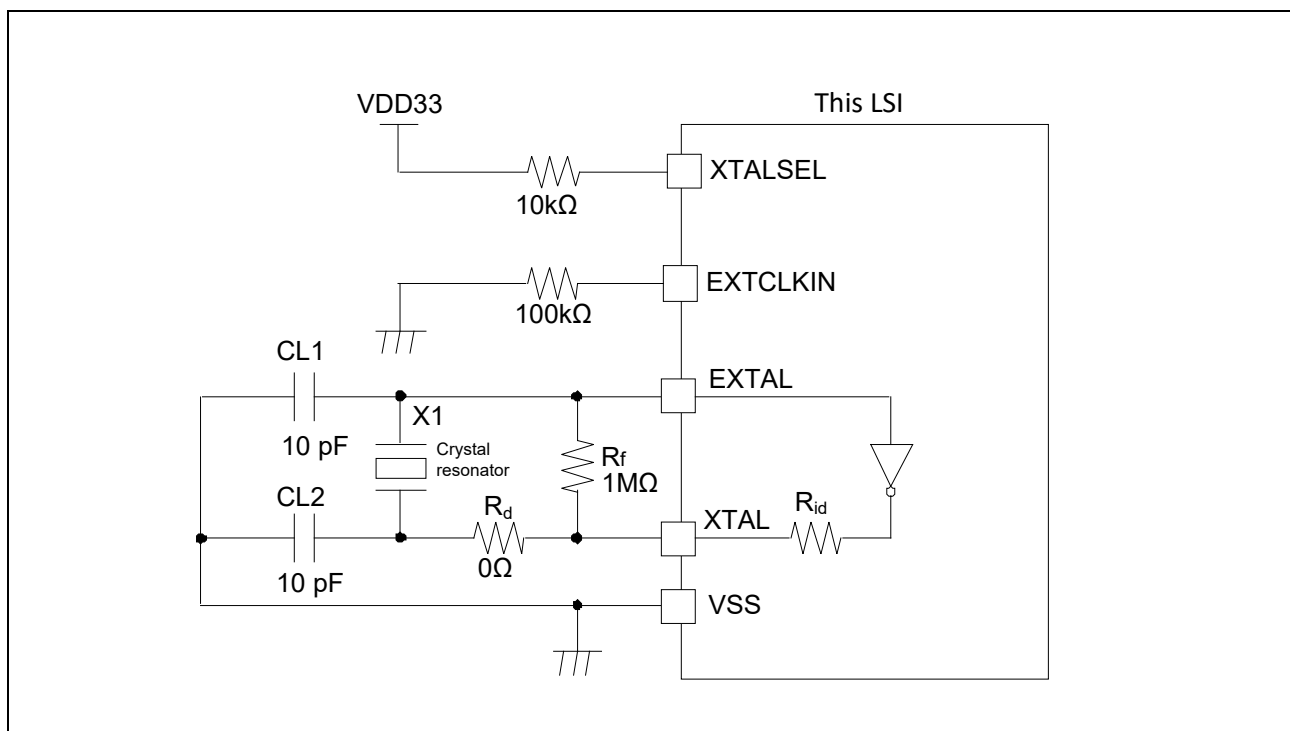 This LSI
VDD33
XTALSEL
10kΩ
EXTCLKIN
100kΩ
CL1
EXTAL
X1
10 pF
Crystal
resonator
Rf
1MΩ
CL2
Rd
XTAL
Rid
0Ω
10 pF
VSS